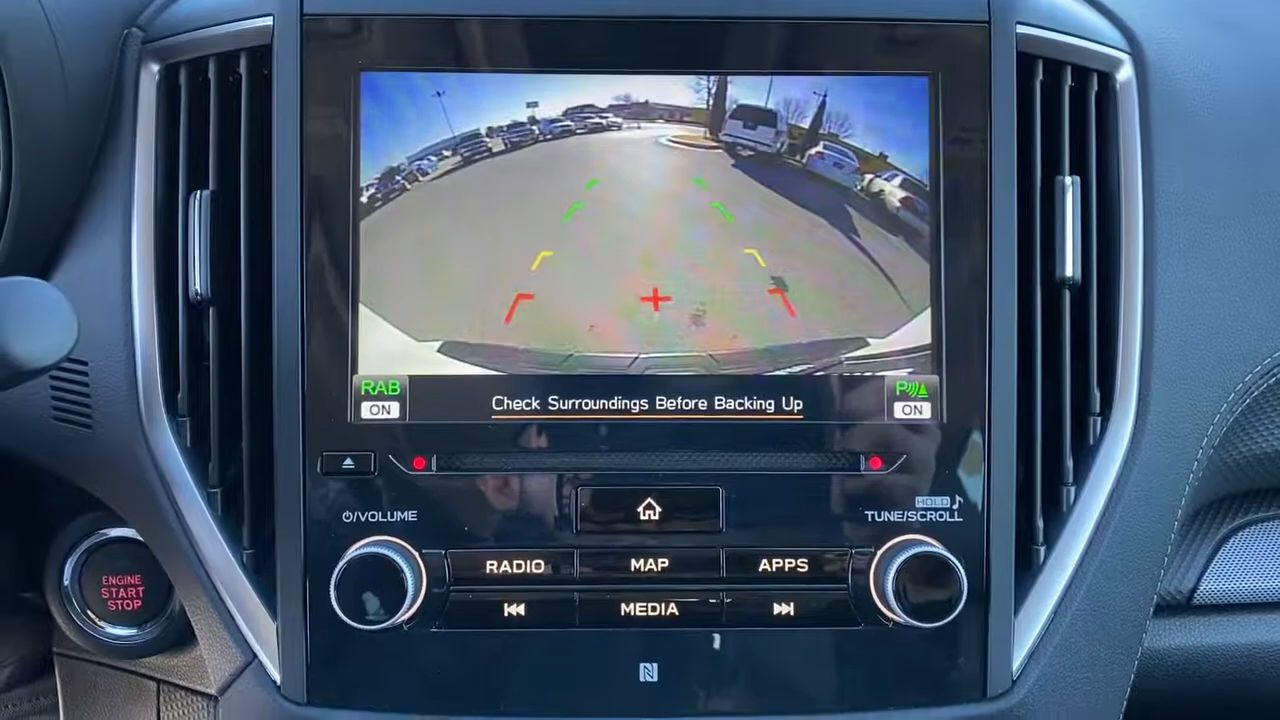 RAB
ON
Check Surroundings Before Backing Up
P
ON
⏻/VOLUME
HOLD
TUNE/SCROLL
RADIO
MAP
APPS
MEDIA
ENGINE
START
STOP
N